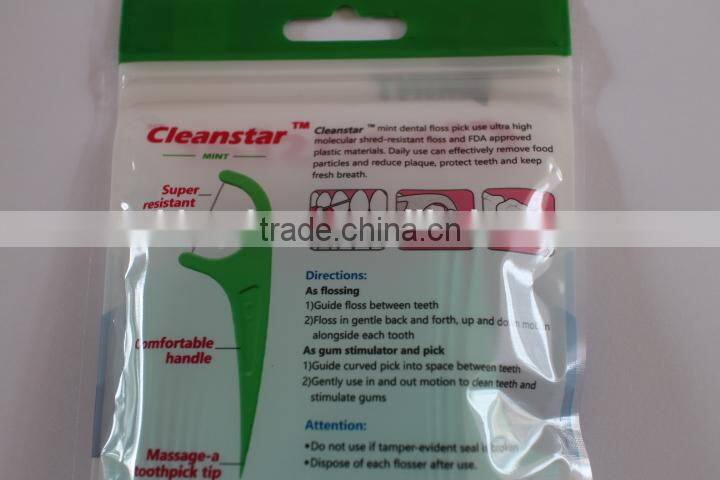 Cleanstar ™
MINT
Super
resistant
Comfortable
handle
Massage-a
toothpick tip
Cleanstar ™ mint dental floss pick use ultra high
molecular shred-resistant floss and FDA approved
plastic materials. Daily use can effectively remove food
particles and reduce plaque, protect teeth and keep
fresh breath.
trade.china.cn
Directions:
As flossing
1)Guide floss between teeth
2)Floss in gentle back and forth, up and down motion
alongside each tooth
As gum stimulator and pick
1)Guide curved pick into space between teeth
2)Gently use in and out motion to clean teeth and
stimulate gums
Attention:
•Do not use if tamper-evident seal is broken
•Dispose of each flosser after use.